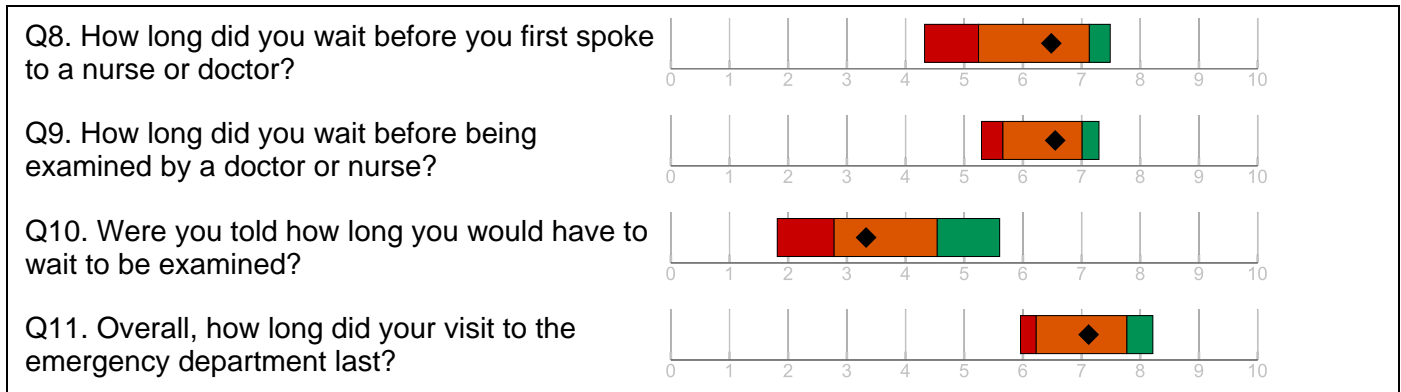 Q8. How long did you wait before you first spoke
to a nurse or doctor?
0 1 2 3 4 5 6 7 8 9 10
Q9. How long did you wait before being
examined by a doctor or nurse?
0 1 2 3 4 5 6 7 8 9 10
Q10. Were you told how long you would have to
wait to be examined?
0 1 2 3 4 5 6 7 8 9 10
Q11. Overall, how long did your visit to the
emergency department last?
0 1 2 3 4 5 6 7 8 9 10